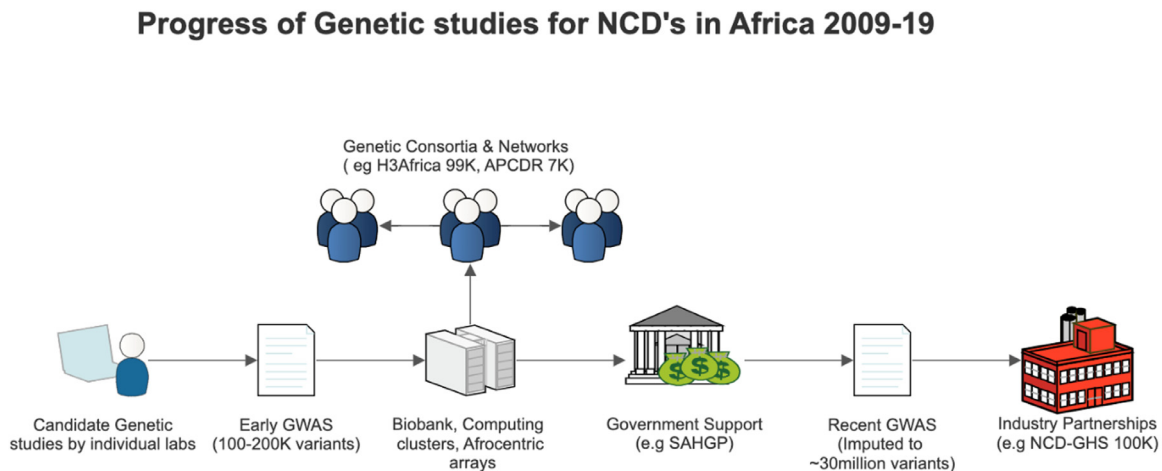 Progress of Genetic studies for NCD's in Africa 2009-19
Genetic Consortia & Networks
( eg H3Africa 99K, APCDR 7K)
Candidate Genetic
studies by individual labs
Early GWAS
(100-200K variants)
Biobank, Computing
clusters, Afrocentric
arrays
$ $ $
Government Support
(e.g SAHGP)
Recent GWAS
(Imputed to
~30million variants)
Industry Partnerships
(e.g NCD-GHS 100K)